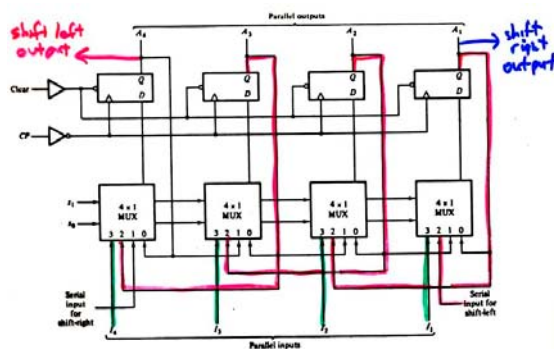 Parallel outputs
shift left
output
A₄
A₃
A₂
A₁
shift
right
output
Clear
Q
D
Q
D
Q
D
Q
D
CP
s₁
s₀
4 × 1
MUX
3 2 1 0
4 × 1
MUX
3 2 1 0
4 × 1
MUX
3 2 1 0
4 × 1
MUX
3 2 1 0
Serial
input for
shift-right
Serial
input for
shift-left
I₄
I₃
I₁
Parallel inputs